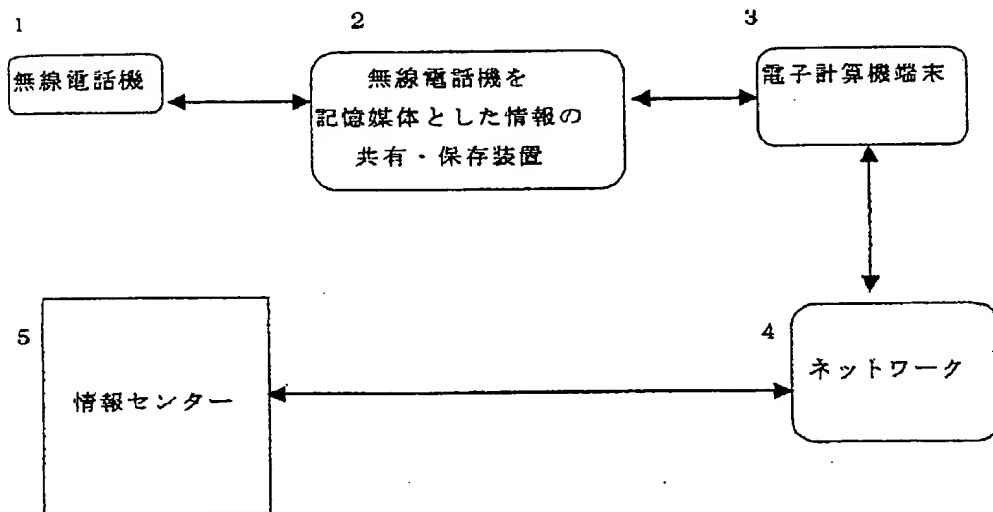 1
無線電話機
2
無線電話機を
記憶媒体とした情報の
共有・保存装置
3
電子計算機端末
4
ネットワーク
5
情報センター